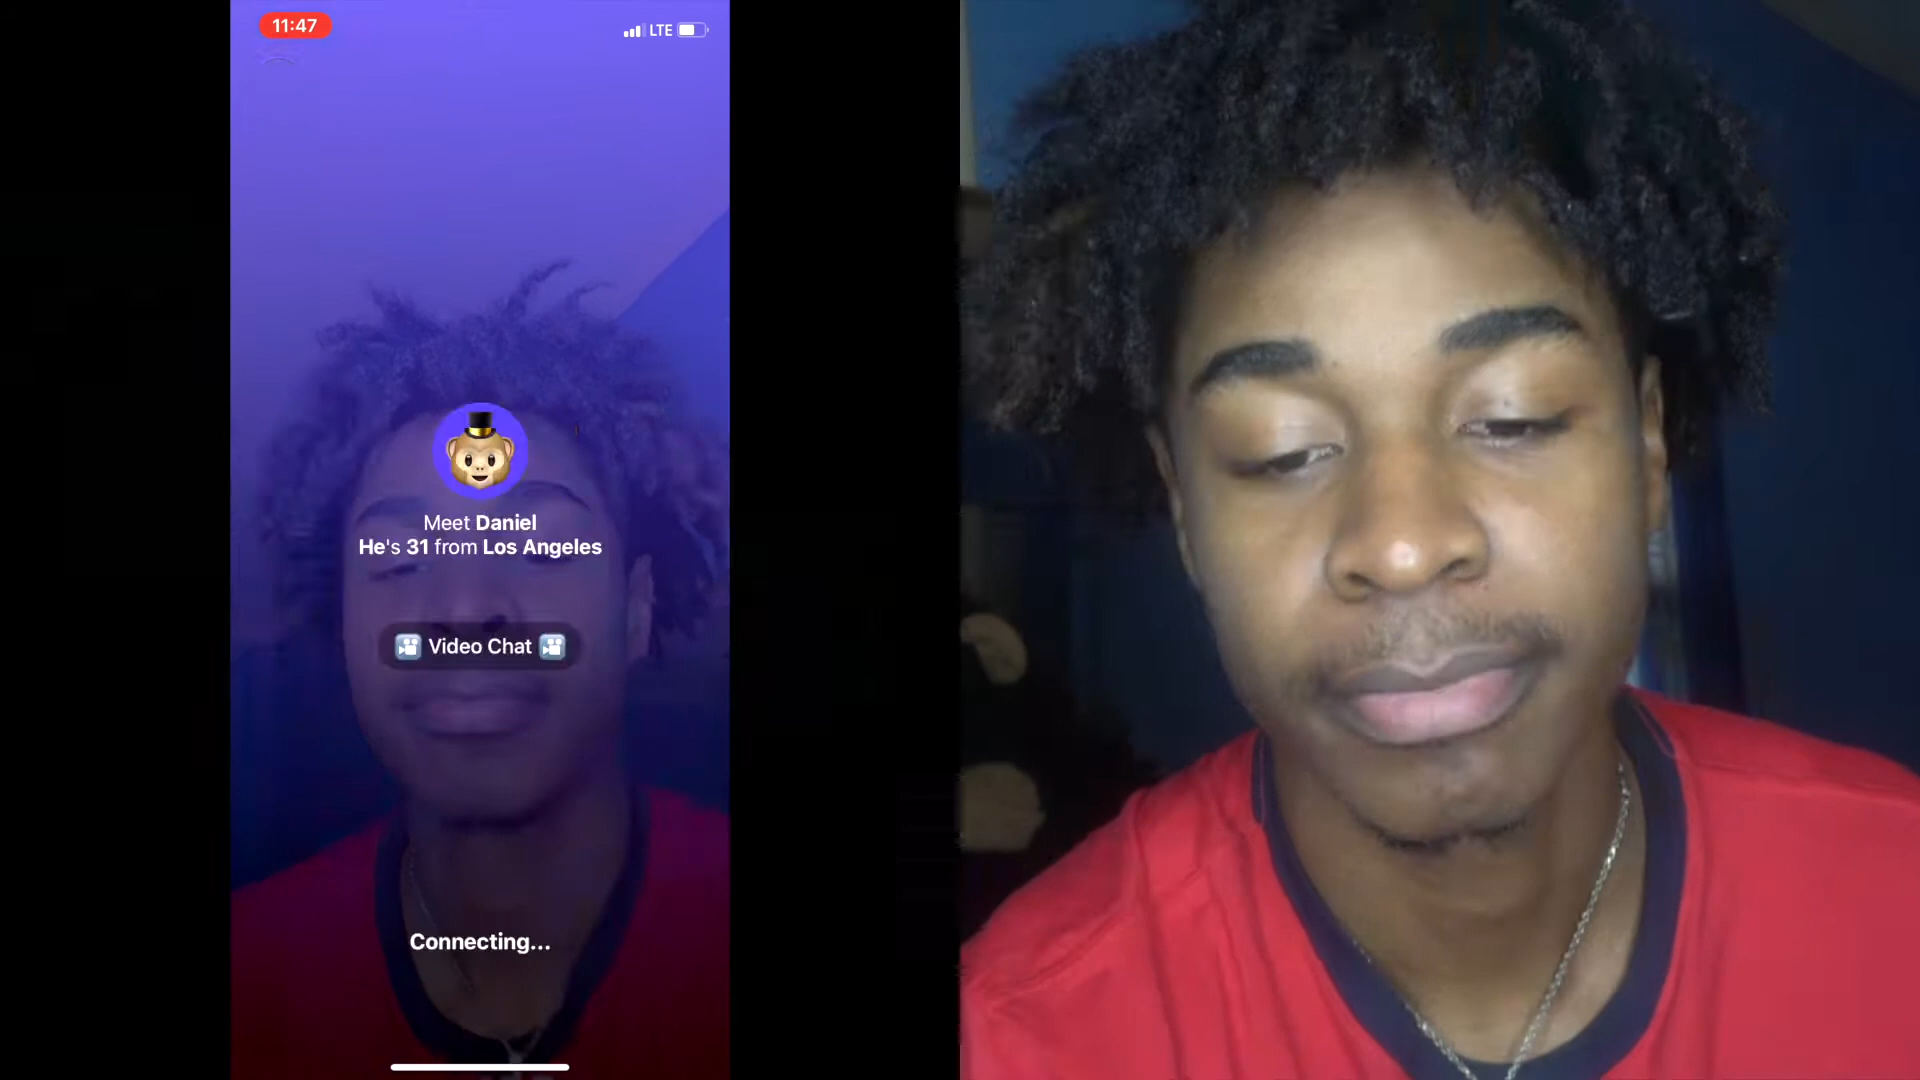 11:47
LTE
Meet Daniel
He's 31 from Los Angeles
Video Chat
Connecting...